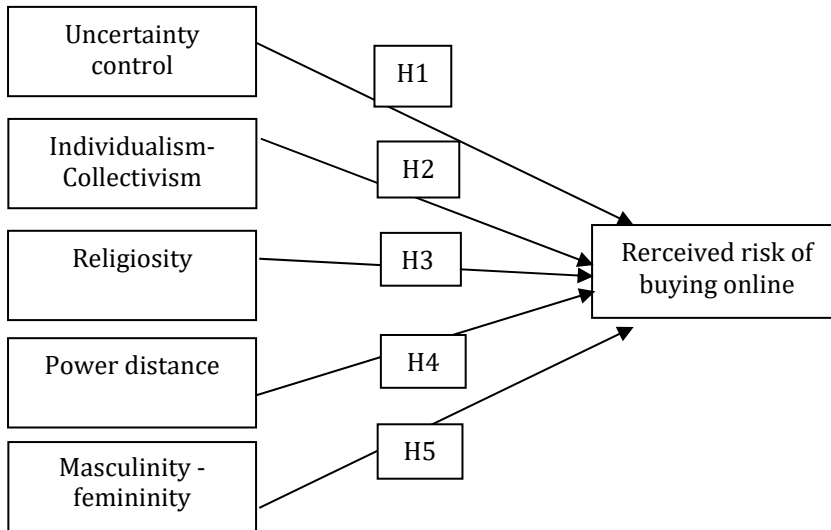 Uncertainty
control
H1
Individualism-
Collectivism
H2
Religiosity
H3
Rerceived risk of
buying online
Power distance
H4
Masculinity -
femininity
H5